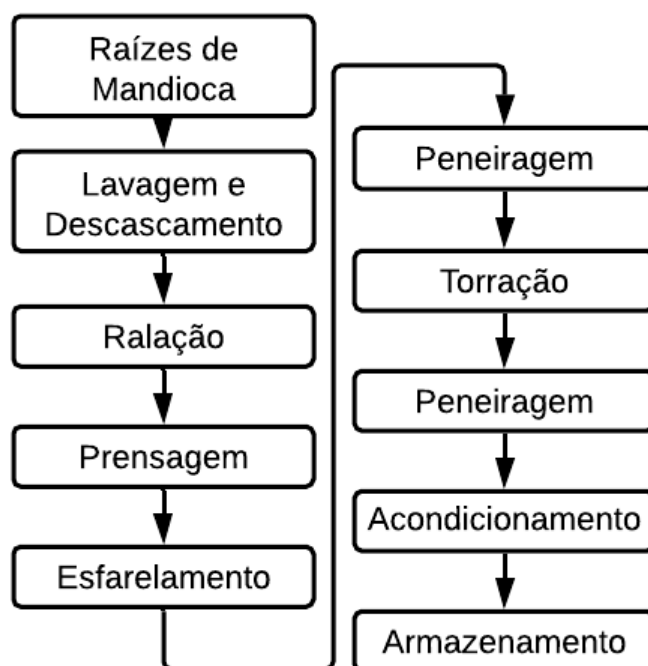 Raízes de
Mandioca
Lavagem e
Descascamento
Ralação
Prensagem
Esfarelamento
Peneiragem
Torração
Peneiragem
Acondicionamento
Armazenamento